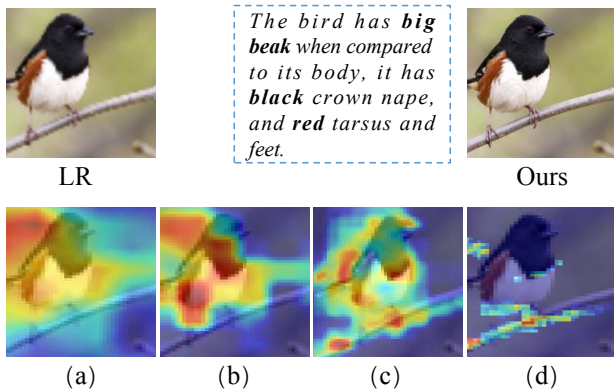 The bird has big
beak when compared
to its body, it has
black crown nape,
and red tarsus and
feet.
LR
Ours
(a)
(b)
(c)
(d)